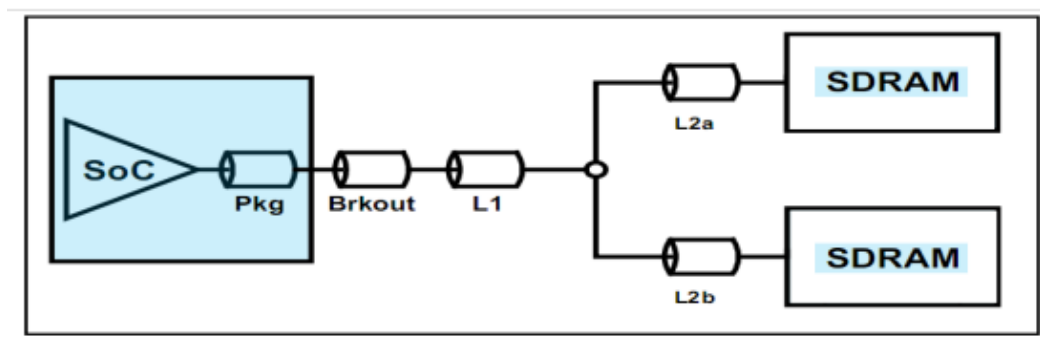 SDRAM
L2a
SoC
Pkg
Brkout
L1
SDRAM
L2b